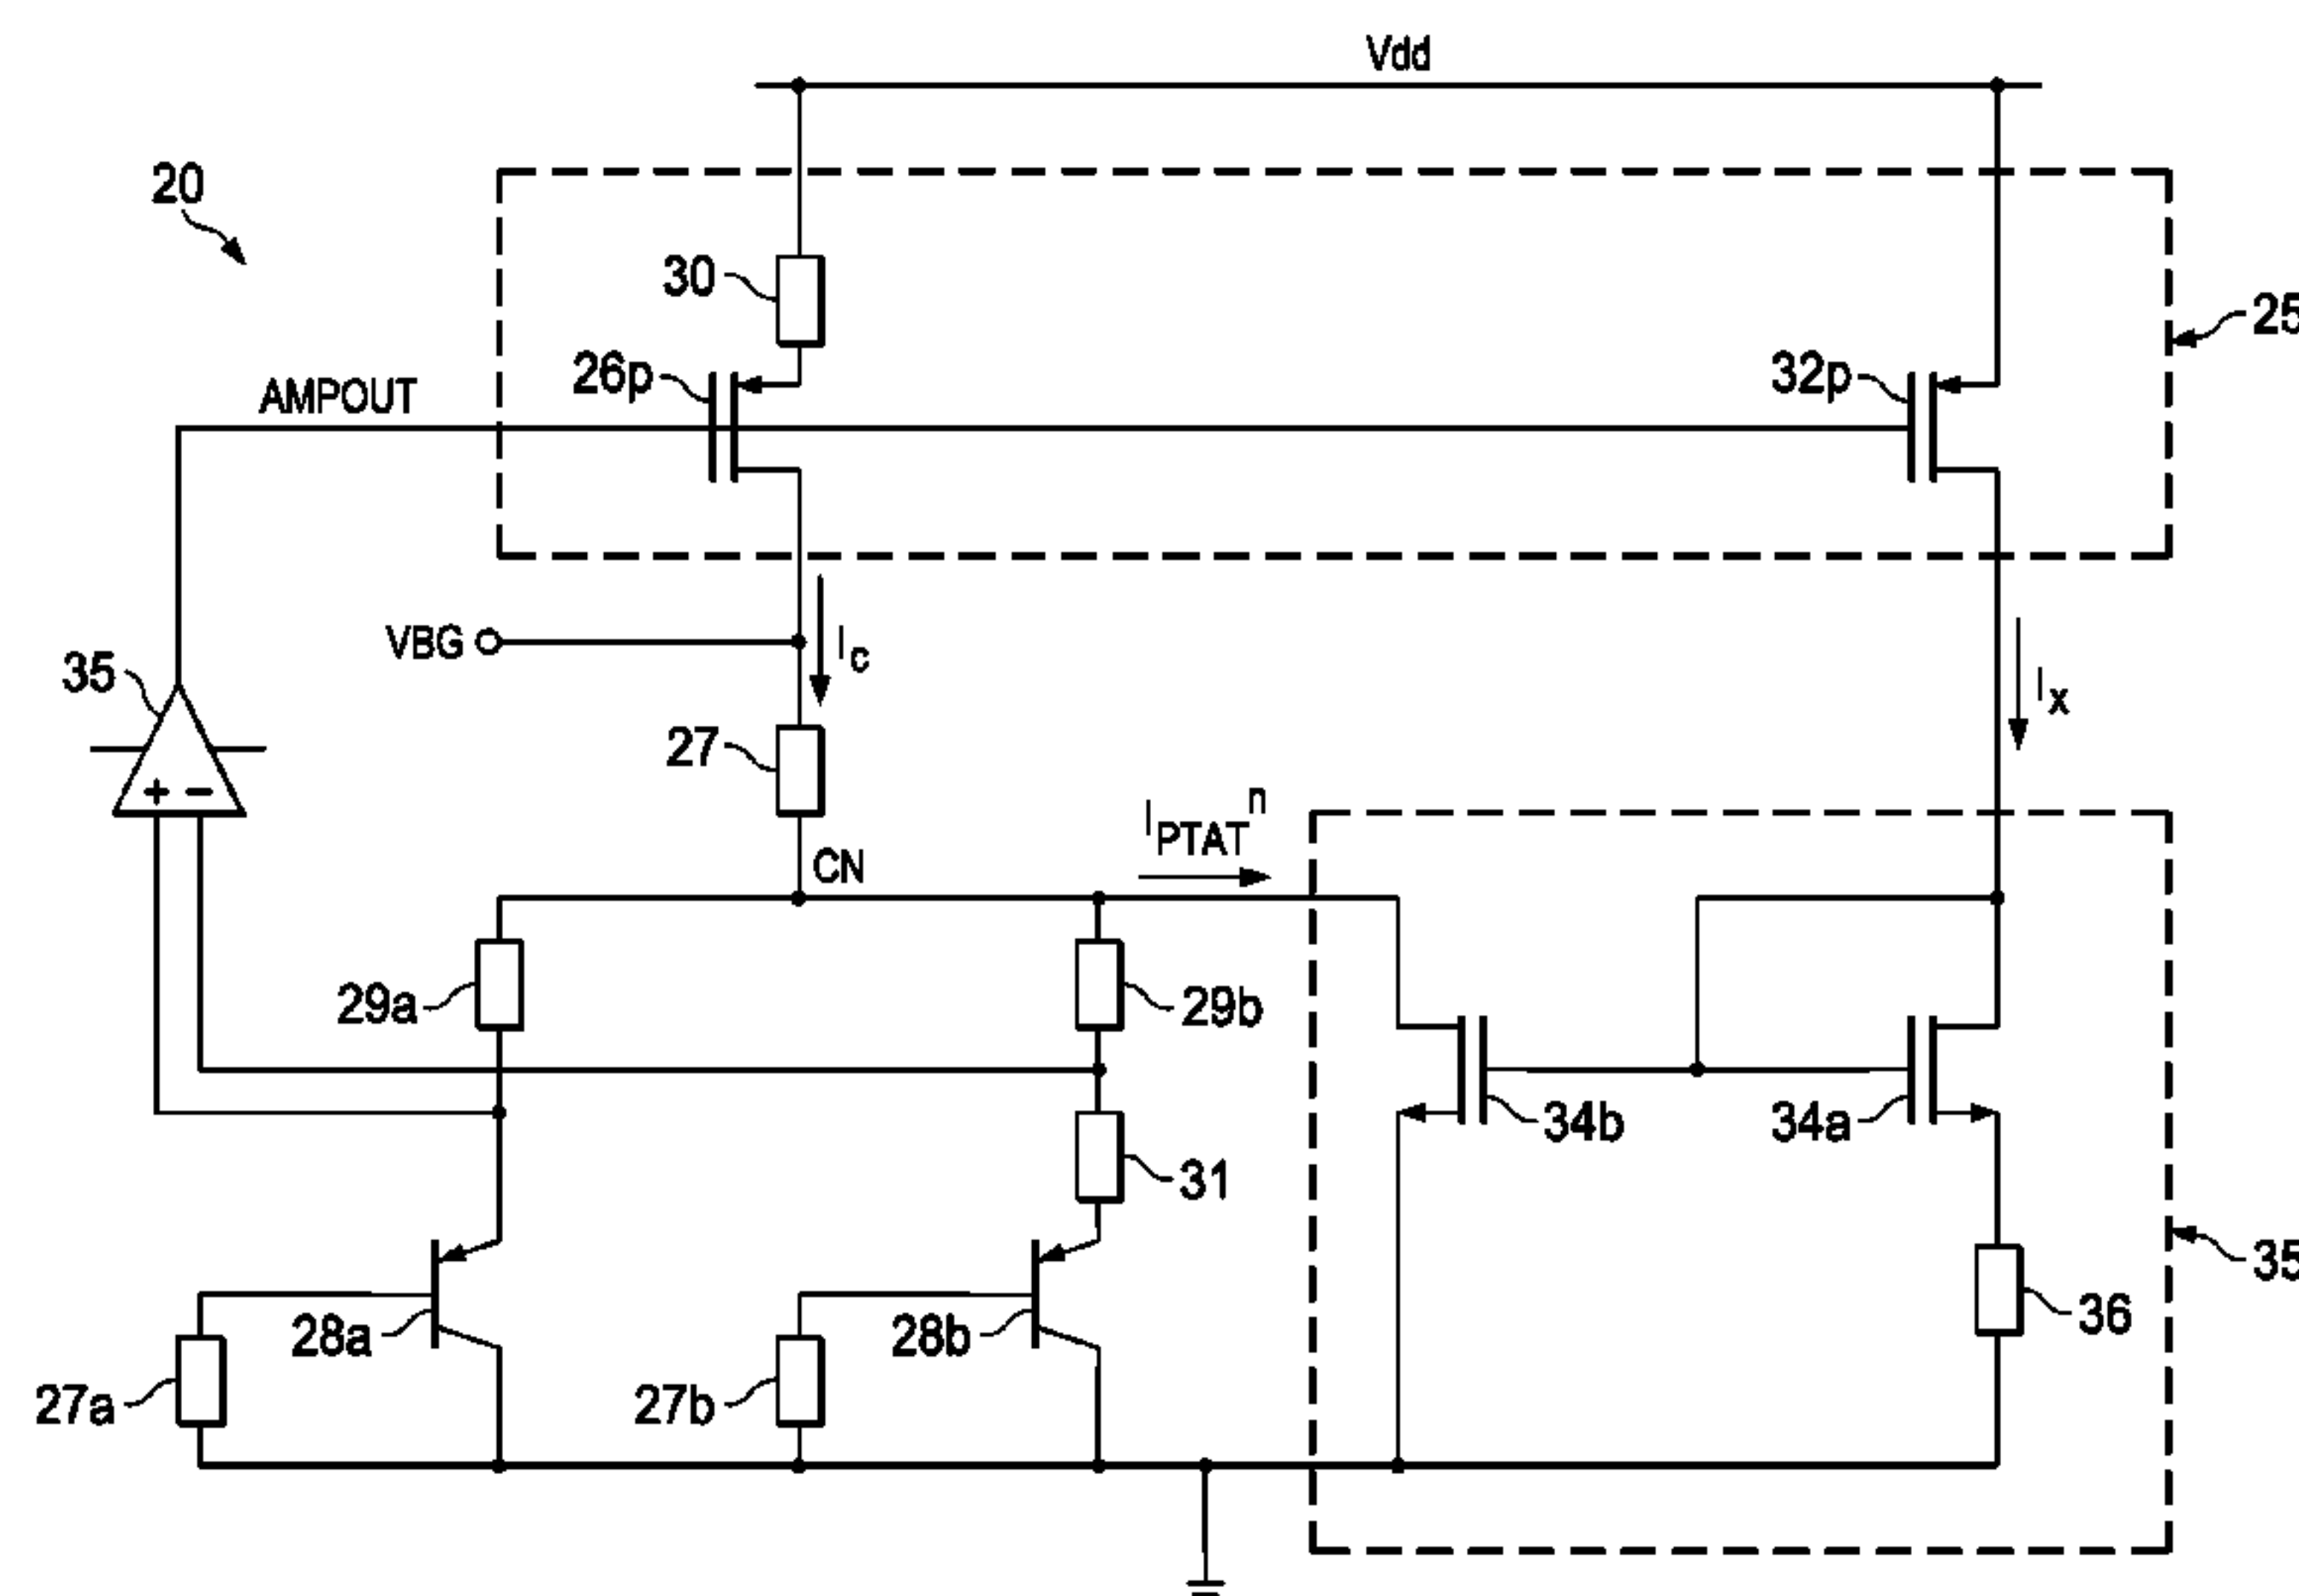 Vdd
20
30
25
26p
32p
AMPOUT
VBG
Ic
35
Ix
27
IPTATn
+ −
CN
29a
29b
34b
34a
31
35
28a
28b
36
27a
27b